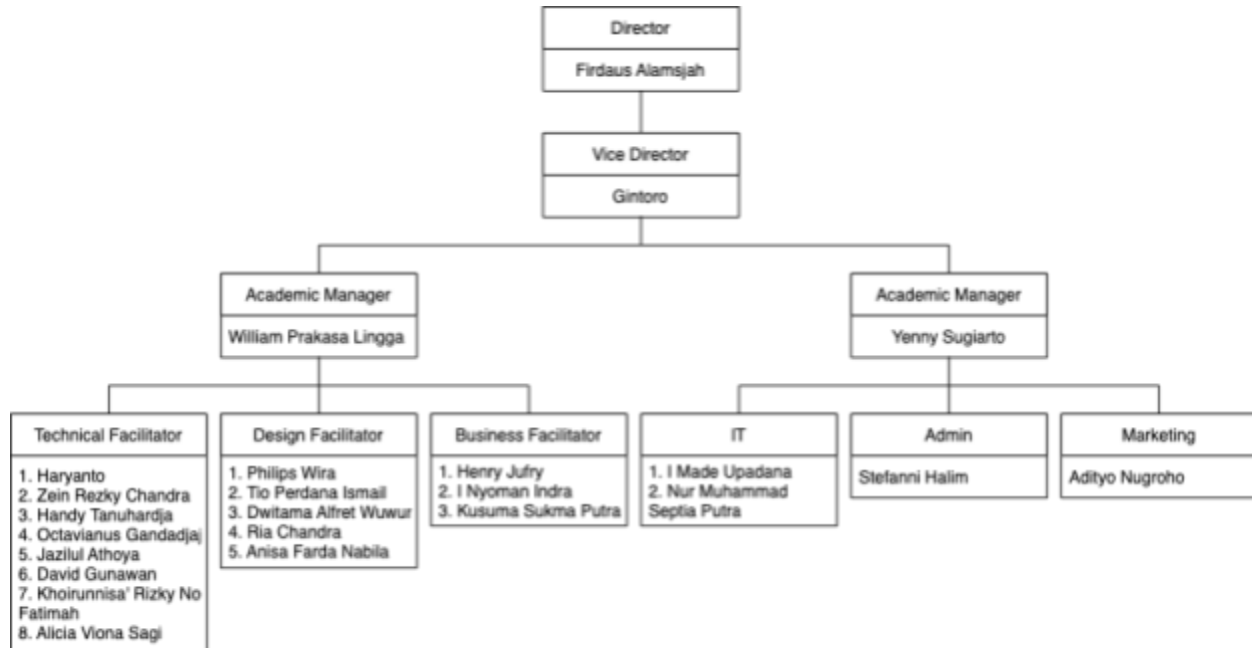 Director
Firdaus Alamsjah
Vice Director
Gintoro
Academic Manager
William Prakasa Lingga
Academic Manager
Yenny Sugiarto
Technical Facilitator
1. Haryanto
2. Zein Rezky Chandra
3. Handy Tanuhardja
4. Octavianus Gandadjaj
5. Jazilul Athoya
6. David Gunawan
7. Khoirunnisa' Rizky No
Fatimah
8. Alicia Viona Sagi
Design Facilitator
1. Philips Wira
2. Tio Perdana Ismail
3. Dwitama Alfret Wuwur
4. Ria Chandra
5. Anisa Farda Nabila
Business Facilitator
1. Henry Jufry
2. I Nyoman Indra
3. Kusuma Sukma Putra
IT
1. I Made Upadana
2. Nur Muhammad
Septia Putra
Admin
Stefanni Halim
Marketing
Adityo Nugroho